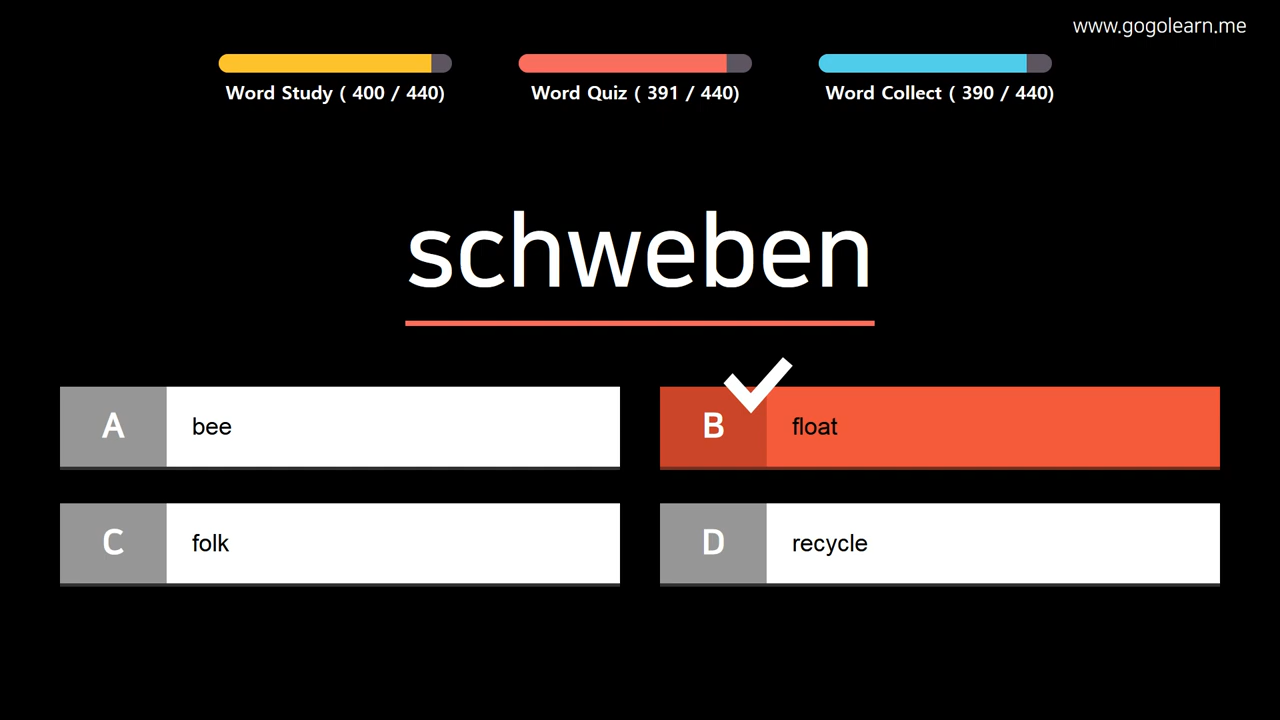 www.gogolearn.me
Word Study ( 400 / 440)
Word Quiz ( 391 / 440)
Word Collect ( 390 / 440)
schweben
A bee
B float
C folk
D recycle